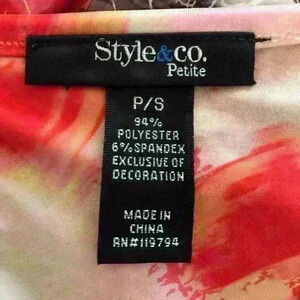 Style&co.
Petite
P/S
94%
POLYESTER
6% SPANDEX
EXCLUSIVE OF
DECORATION
MADE IN
CHINA
RN#119794